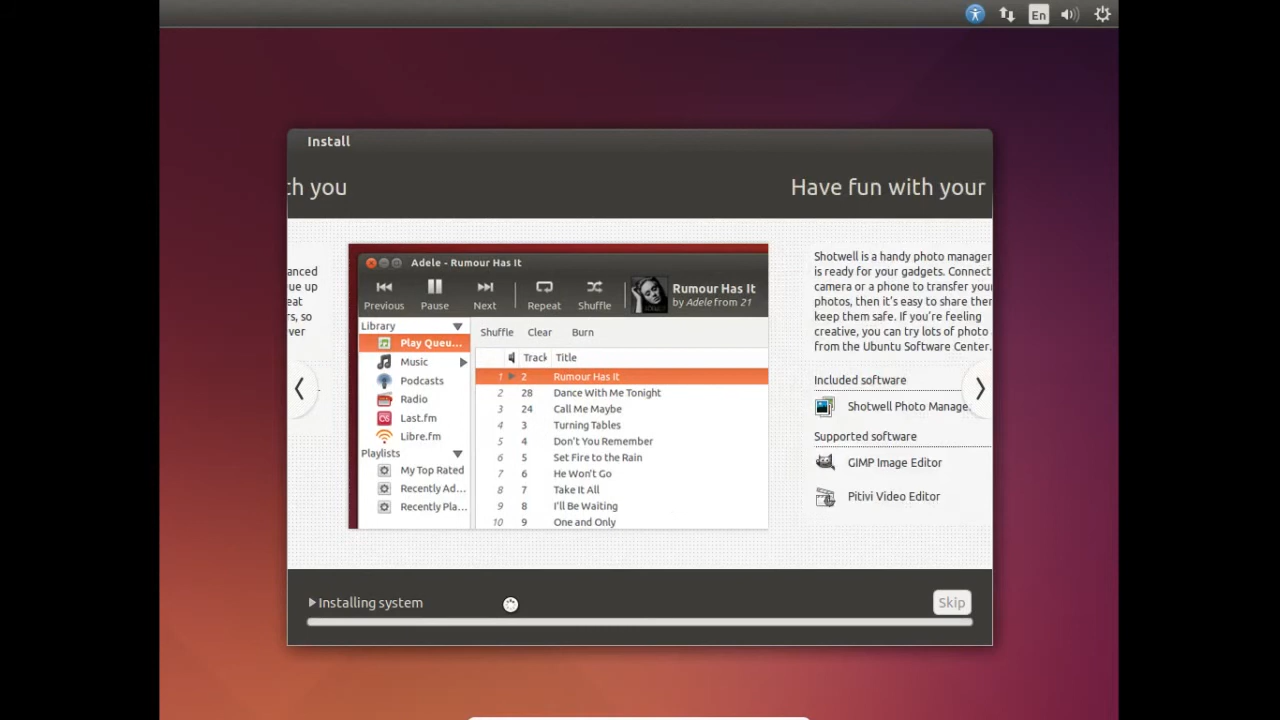 En
Install
th you
Have fun with your
anced
ue up
eat
rs, so
ver
Adele - Rumour Has It
Previous
Pause
Next
Repeat
Shuffle
Rumour Has It
by Adele from 21
Library
Play Queu...
Music
Podcasts
Radio
Last.fm
Libre.fm
Playlists
My Top Rated
Recently Ad...
Recently Pla...
Shuffle Clear Burn
Track Title
1 2 Rumour Has It
2 28 Dance With Me Tonight
3 24 Call Me Maybe
4 3 Turning Tables
5 4 Don't You Remember
6 5 Set Fire to the Rain
7 6 He Won't Go
8 7 Take It All
9 8 I'll Be Waiting
10 9 One and Only
Shotwell is a handy photo manager
is ready for your gadgets. Connect
camera or a phone to transfer your
photos, then it's easy to share them
keep them safe. If you're feeling
creative, you can try lots of photo
from the Ubuntu Software Center.
Included software
Shotwell Photo Manage
Supported software
GIMP Image Editor
Pitivi Video Editor
Installing system
Skip